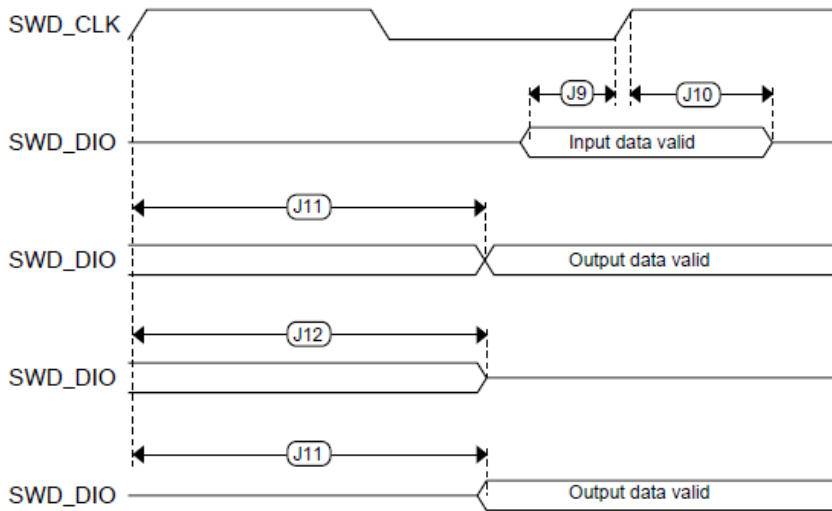 SWD_CLK
J9
J10
SWD_DIO
Input data valid
J11
SWD_DIO
Output data valid
J12
SWD_DIO
J11
SWD_DIO
Output data valid